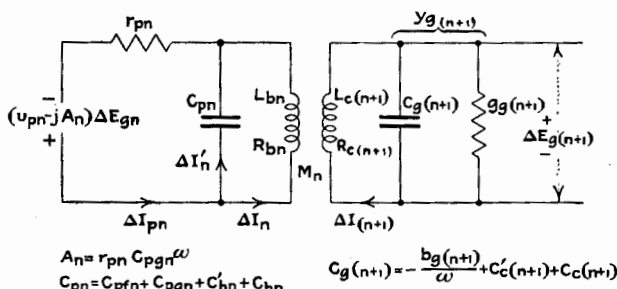 rpn
yg(n+1)
Cpn
Lbn
Lc(n+1)
Cg(n+1)
gg(n+1)
(upn-jAn)ΔEgn
-
+
+
ΔEg(n+1)
-
Rbn
Rc(n+1)
ΔI'n
Mn
ΔIpn
ΔIn
ΔI(n+1)
An = rpn Cpgn ω
Cpn = Cpfn + Cpgn + C'bn + Cbn
Cg(n+1) = - bg(n+1)/ω + C'c(n+1) + Cc(n+1)